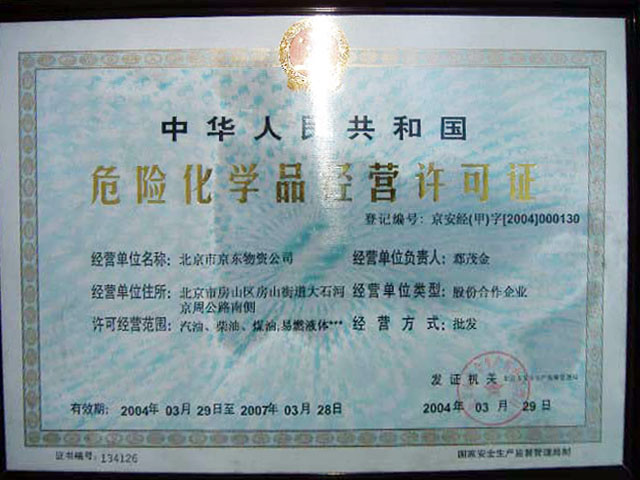 中华人民共和国
危险化学品经营许可证
登记编号：京安经(甲)字[2004]000130
经营单位名称：北京市京东物资公司 经营单位负责人：鄢茂金
经营单位住所：北京市房山区房山街道大石河京周公路南侧 经营单位类型：股份合作企业
许可经营范围：汽油、柴油、煤油,易燃液体*** 经营方式：批发
发证机关
有效期：2004年 03月 29日至 2007年 03月 28日 2004年 03月 29日
证书编号：134126 国家安全生产监督管理局制